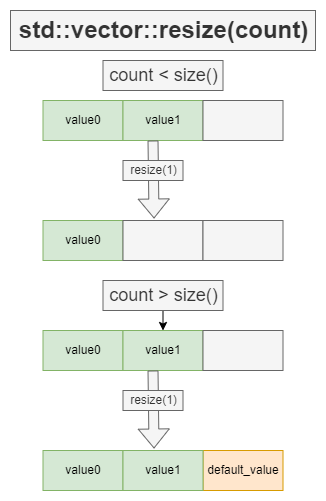 std::vector::resize(count)
count < size()
value0 value1
resize(1)
value0
count > size()
value0 value1
resize(1)
value0 value1 default_value